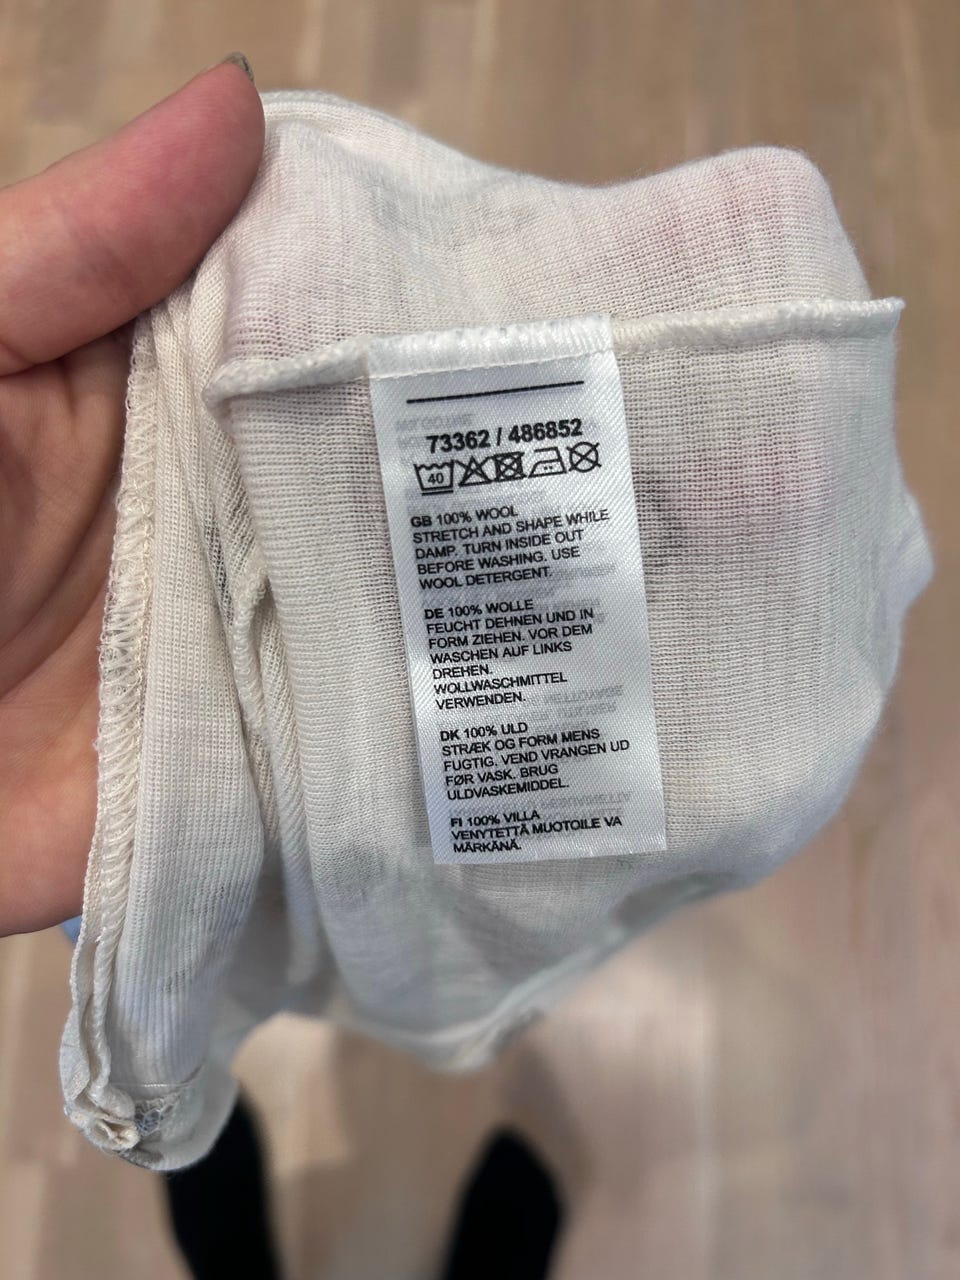 73362 / 486852
40
GB 100% WOOL
STRETCH AND SHAPE WHILE
DAMP. TURN INSIDE OUT
BEFORE WASHING. USE
WOOL DETERGENT.
DE 100% WOLLE
FEUCHT DEHNEN UND IN
FORM ZIEHEN. VOR DEM
WASCHEN AUF LINKS
DREHEN.
WOLLWASCHMITTEL
VERWENDEN.
DK 100% ULD
STRÆK OG FORM MENS
FUGTIG. VEND VRANGEN UD
FØR VASK. BRUG
ULDVASKEMIDDEL.
FI 100% VILLA
VENYTETTÄ MUOTOILE VA
MÄRKÄNÄ.